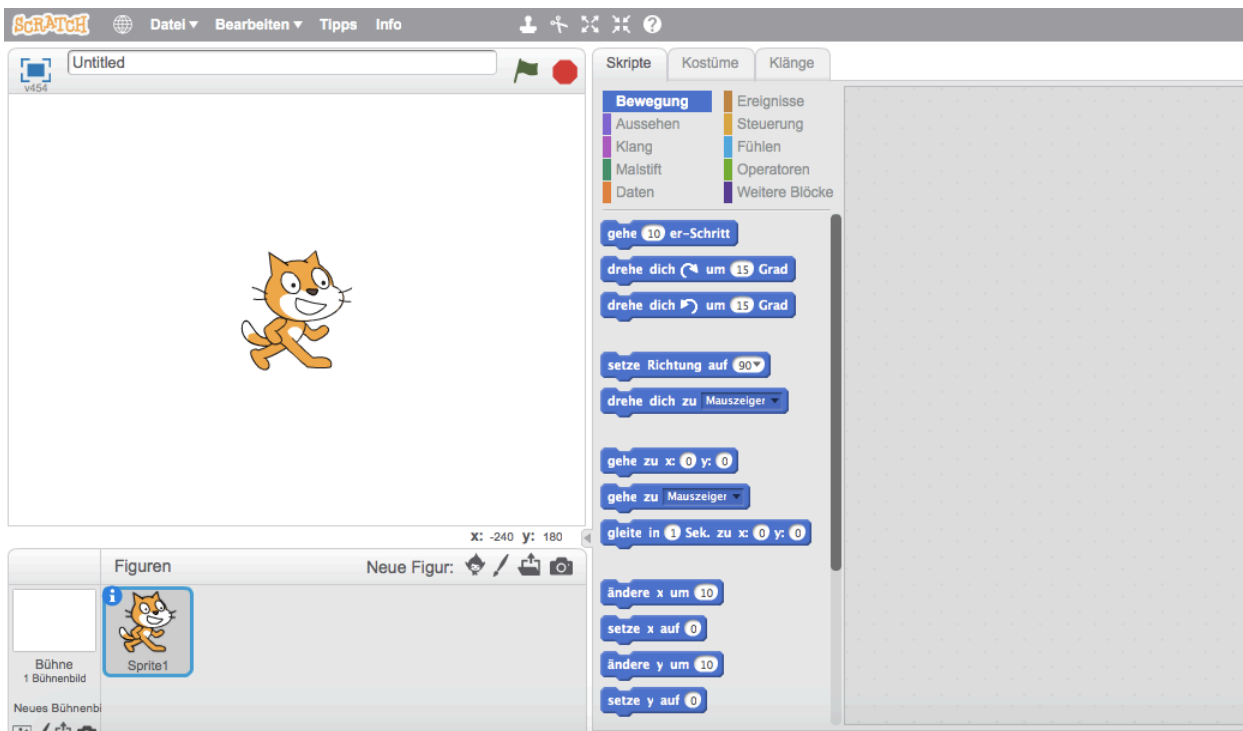 SCRATCH Datei Bearbeiten Tipps Info
v454
Untitled
Skripte Kostüme Klänge
Bewegung Ereignisse
Aussehen Steuerung
Klang Fühlen
Malstift Operatoren
Daten Weitere Blöcke
gehe 10 er-Schritt
drehe dich um 15 Grad
drehe dich um 15 Grad
setze Richtung auf 90
drehe dich zu Mauszeiger
gehe zu x: 0 y: 0
gehe zu Mauszeiger
gleite in 1 Sek. zu x: 0 y: 0
ändere x um 10
setze x auf 0
ändere y um 10
setze y auf 0
x: -240 y: 180
Figuren Neue Figur:
Sprite1
Bühne
1 Bühnenbild
Neues Bühnenbi